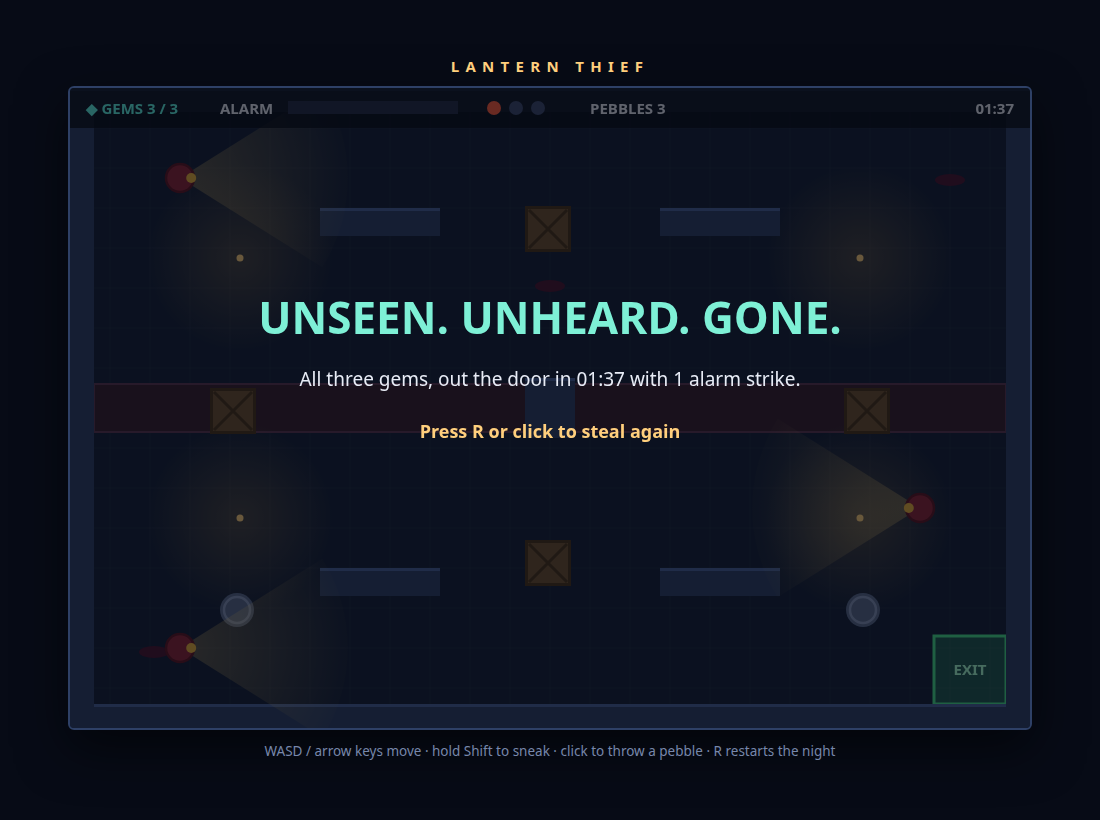 LANTERN THIEF
◆ GEMS 3 / 3 ALARM PEBBLES 3 01:37
UNSEEN. UNHEARD. GONE.
All three gems, out the door in 01:37 with 1 alarm strike.
Press R or click to steal again
EXIT
WASD / arrow keys move · hold Shift to sneak · click to throw a pebble · R restarts the night